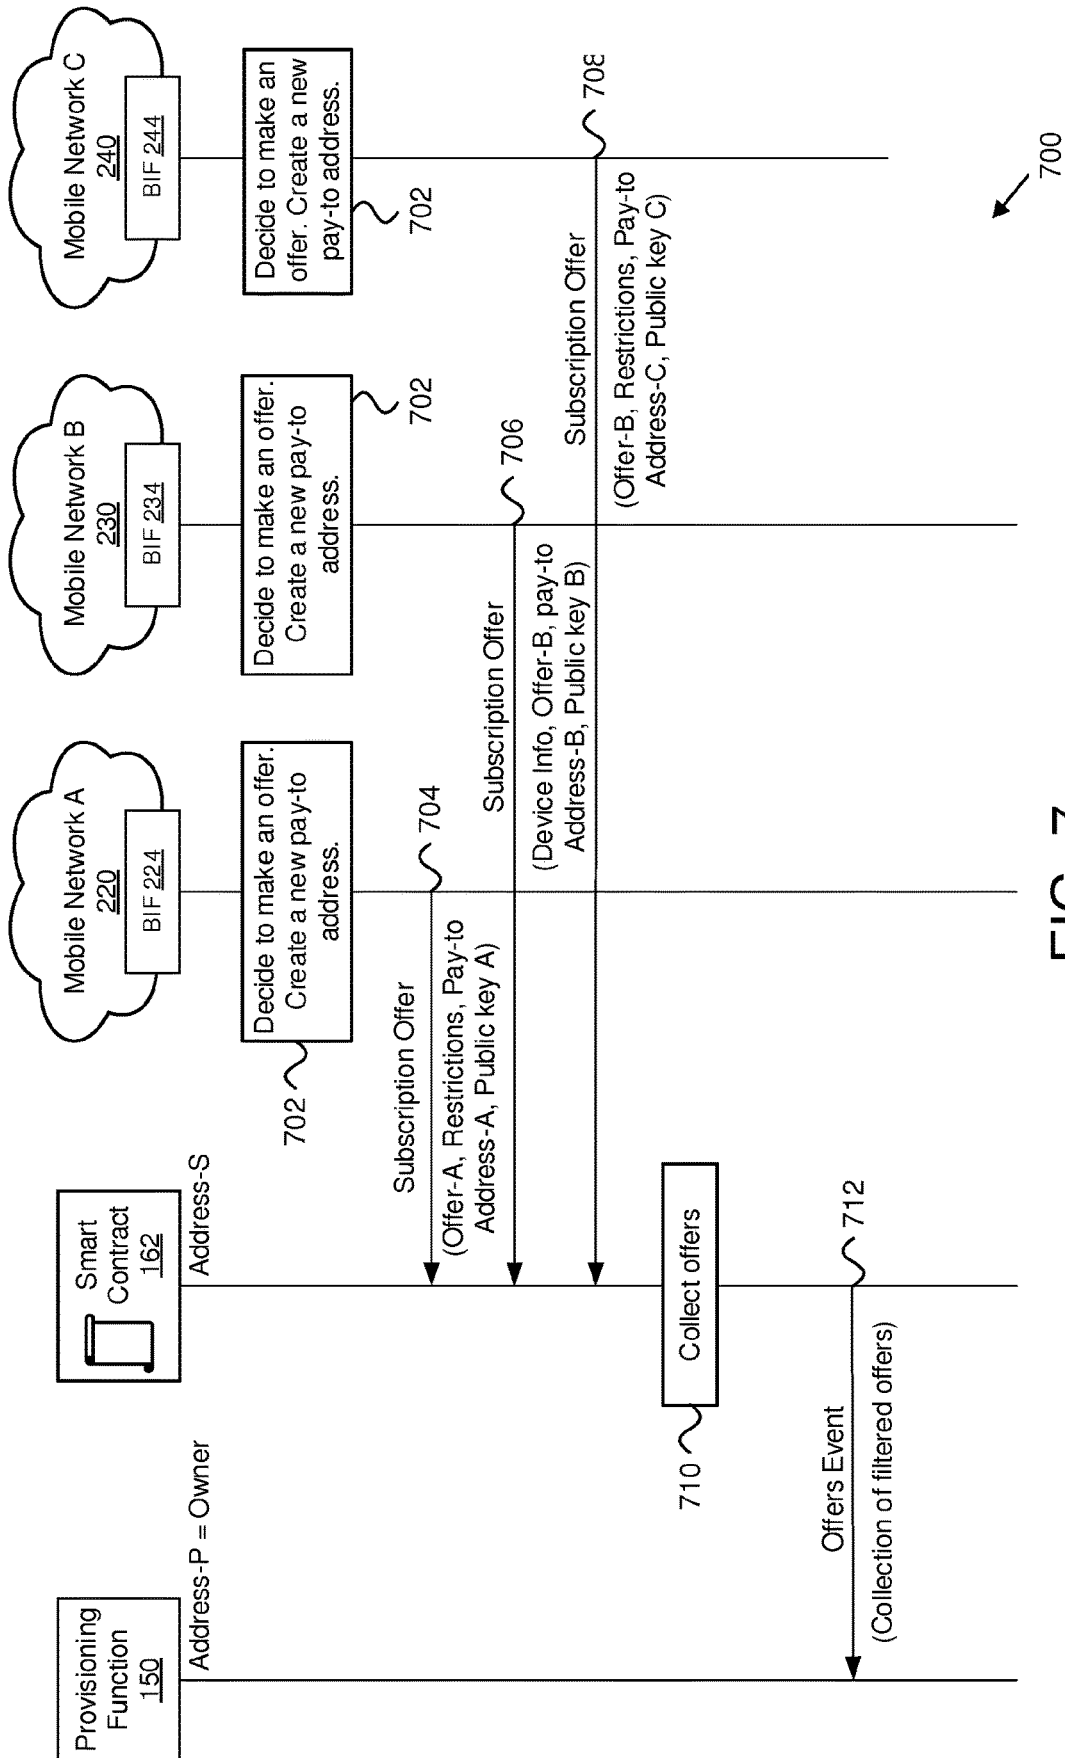 Provisioning
Function
150
Address-P = Owner
Smart
Contract
162
Address-S
Mobile Network A
220
BIF 224
Mobile Network B
230
BIF 234
Mobile Network C
240
BIF 244
702
Decide to make an offer.
Create a new pay-to
address.
Decide to make an offer.
Create a new pay-to
address.
702
Decide to make an
offer. Create a new
pay-to address.
702
Subscription Offer
704
(Offer-A, Restrictions, Pay-to
Address-A, Public key A)
Subscription Offer
706
(Device Info, Offer-B, pay-to
Address-B, Public key B)
Subscription Offer
708
(Offer-B, Restrictions, Pay-to
Address-C, Public key C)
710
Collect offers
Offers Event
712
(Collection of filtered offers)
700
FIG. 7